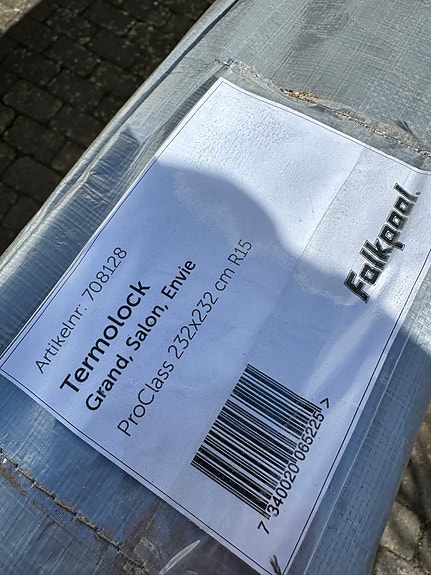 Artikelnr: 708128
Termolock
Grand, Salon, Envie
ProClass 232x232 cm R15
Folkpool.
7 340020 065225 >